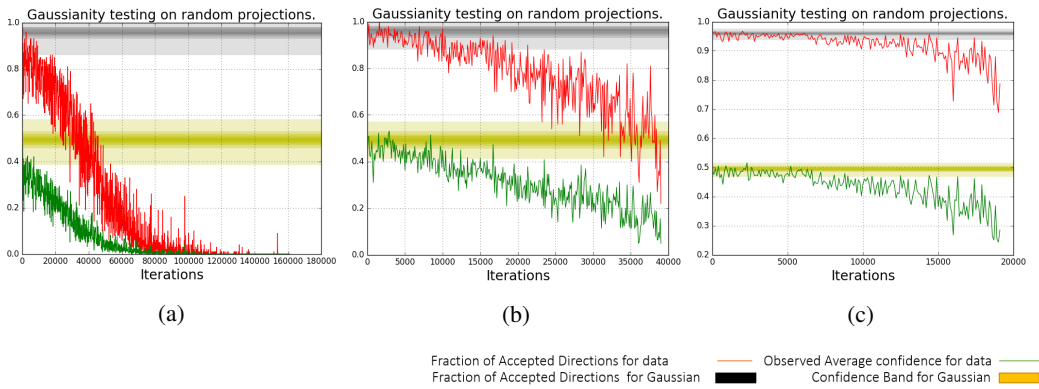 Gaussianity testing on random projections.
1.0
0.8
0.6
0.4
0.2
0.0
0 20000 40000 60000 80000 100000 120000 140000 160000 180000
Iterations
(a)
Gaussianity testing on random projections.
1.0
0.8
0.6
0.4
0.2
0.0
0 5000 10000 15000 20000 25000 30000 35000 40000
Iterations
(b)
Gaussianity testing on random projections.
1.0
0.9
0.8
0.7
0.6
0.5
0.4
0.3
0.2
0 5000 10000 15000 20000
Iterations
(c)
Fraction of Accepted Directions for data Observed Average confidence for data
Fraction of Accepted Directions for Gaussian Confidence Band for Gaussian